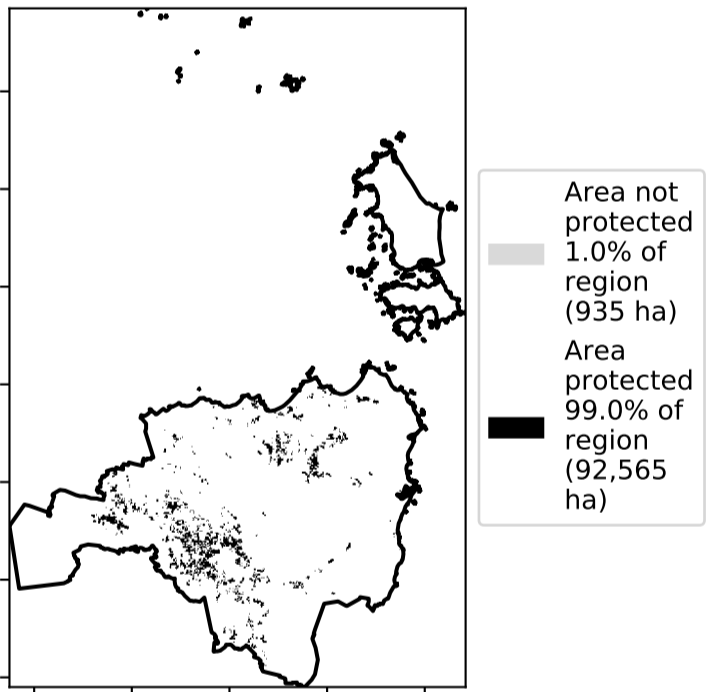 Area not
protected
1.0% of
region
(935 ha)
Area
protected
99.0% of
region
(92,565
ha)